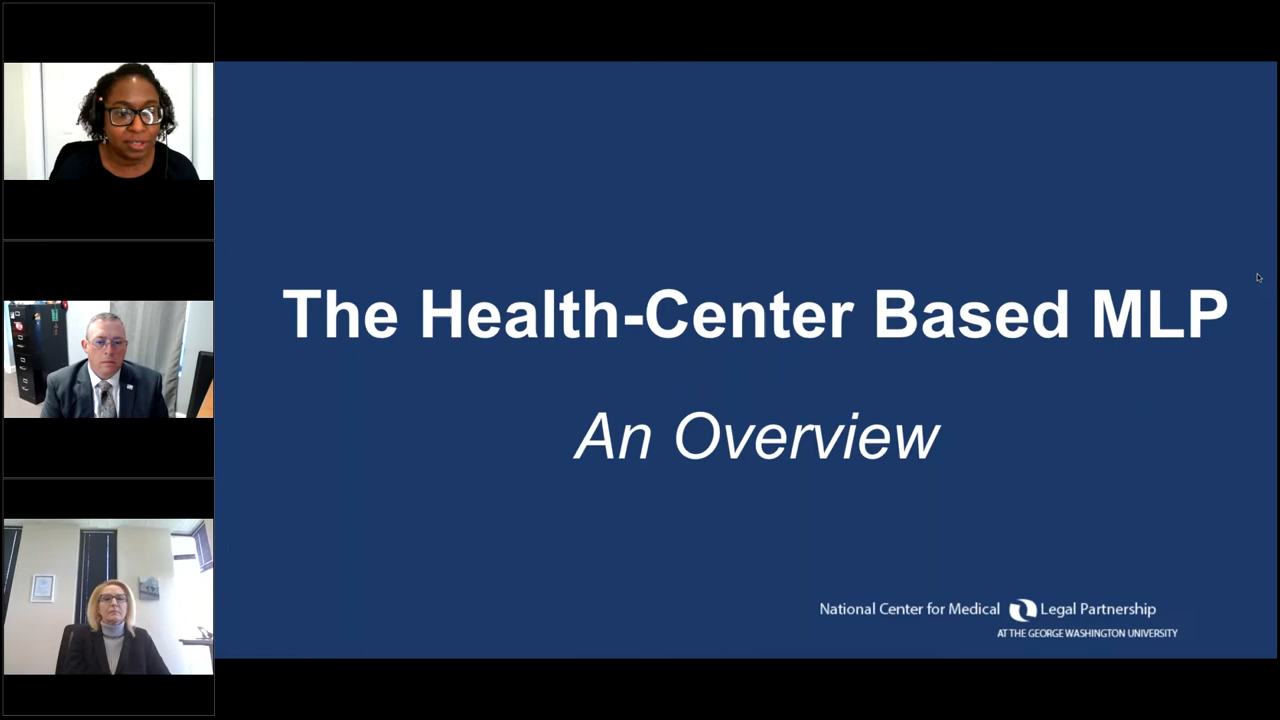 The Health-Center Based MLP
An Overview
National Center for Medical Legal Partnership
AT THE GEORGE WASHINGTON UNIVERSITY